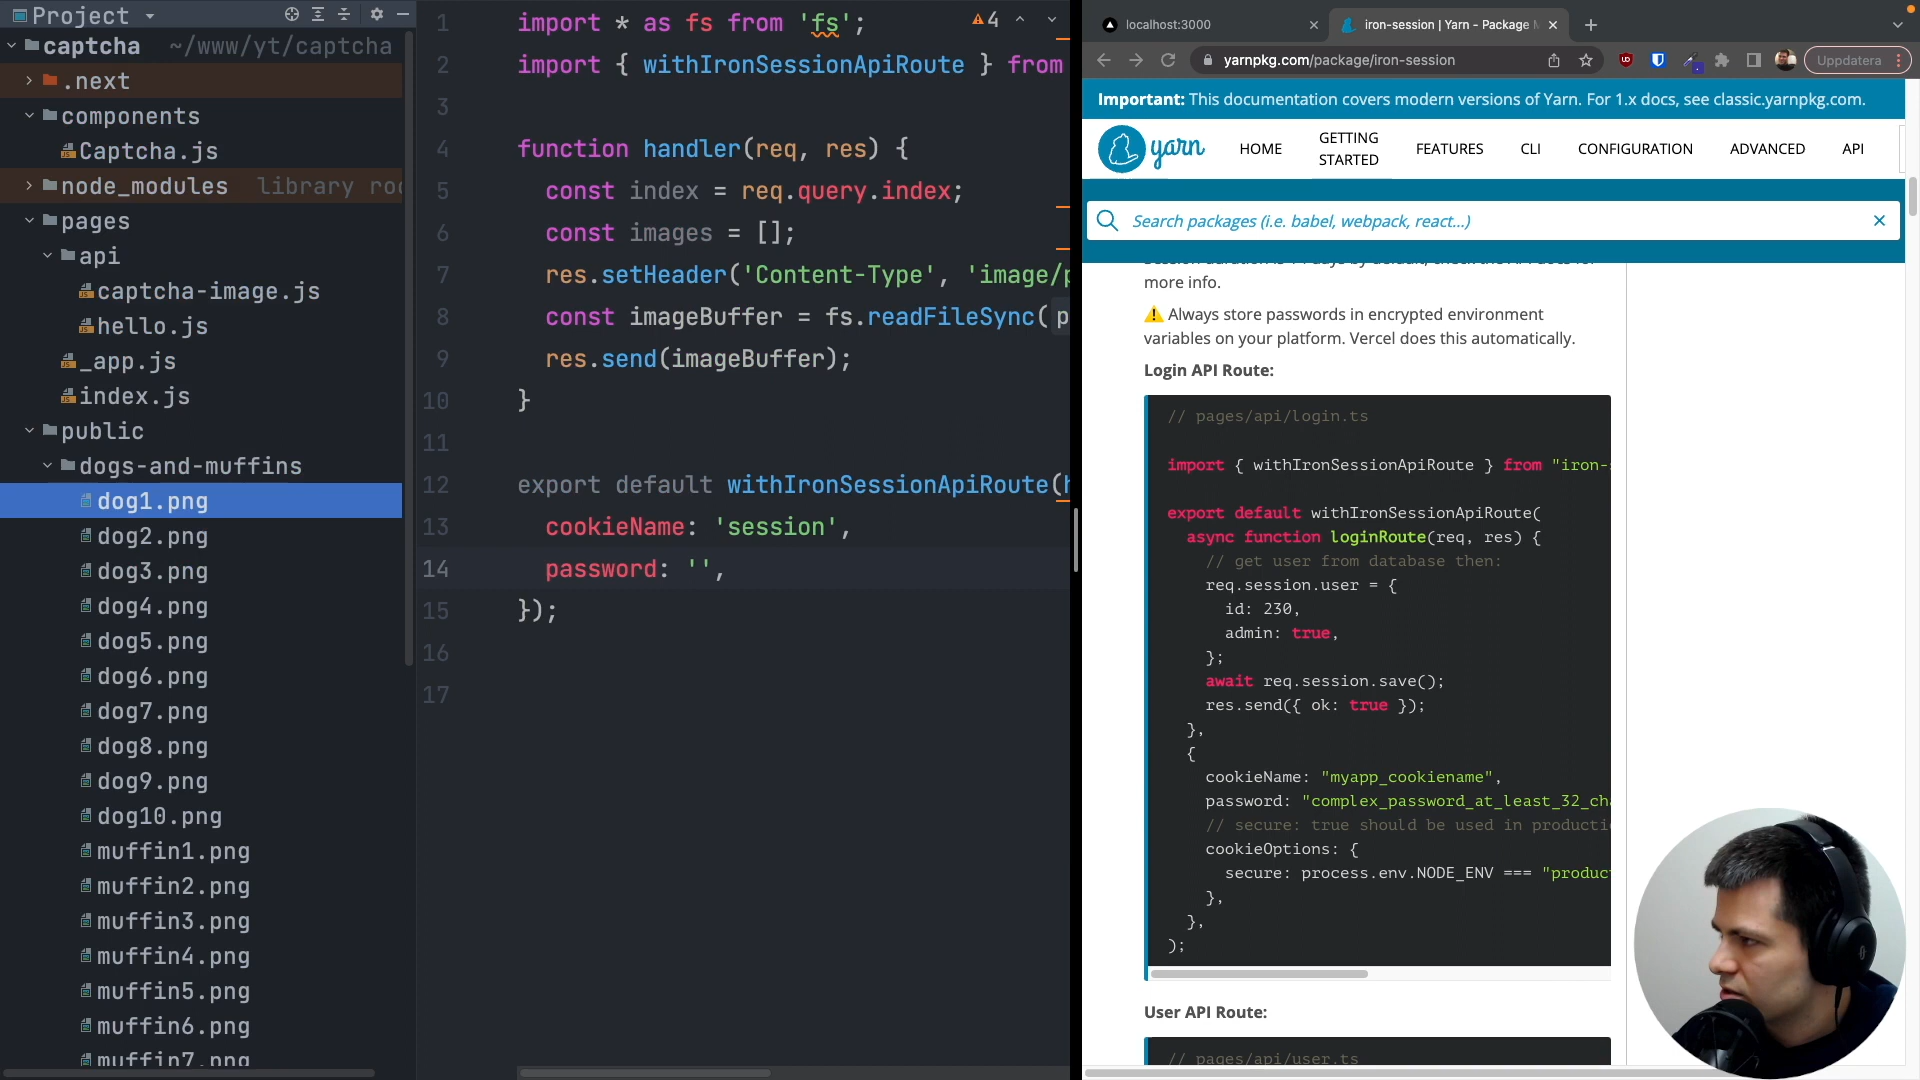 Project
captcha ~/www/yt/captcha
.next
components
Captcha.js
node_modules library
pages
api
captcha-image.js
hello.js
_app.js
index.js
public
dogs-and-muffins
dog1.png
dog2.png
dog3.png
dog4.png
dog5.png
dog6.png
dog7.png
dog8.png
dog9.png
dog10.png
muffin1.png
muffin2.png
muffin3.png
muffin4.png
muffin5.png
muffin6.png
muffin7.png
4
1 import * as fs from 'fs';
2 import { withIronSessionApiRoute } from
3
4 function handler(req, res) {
5 const index = req.query.index;
6 const images = [];
7 res.setHeader('Content-Type', 'image/p
8 const imageBuffer = fs.readFileSync(p
9 res.send(imageBuffer);
10 }
11
12 export default withIronSessionApiRoute(h
13 cookieName: 'session',
14 password: '',
15 });
16
17
localhost:3000
iron-session | Yarn - Package M
yarnpkg.com/package/iron-session
Uppdatera
Important: This documentation covers modern versions of Yarn. For 1.x docs, see classic.yarnpkg.com.
yarn
HOME
GETTING
STARTED
FEATURES
CLI
CONFIGURATION
ADVANCED
API
Search packages (i.e. babel, webpack, react...)
more info.
⚠️ Always store passwords in encrypted environment
variables on your platform. Vercel does this automatically.
Login API Route:
// pages/api/login.ts
import { withIronSessionApiRoute } from "iron-
export default withIronSessionApiRoute(
async function loginRoute(req, res) {
// get user from database then:
req.session.user = {
id: 230,
admin: true,
};
await req.session.save();
res.send({ ok: true });
},
{
cookieName: "myapp_cookiename",
password: "complex_password_at_least_32_cha
// secure: true should be used in producti
cookieOptions: {
secure: process.env.NODE_ENV === "produc
},
},
);
User API Route:
// pages/api/user.ts